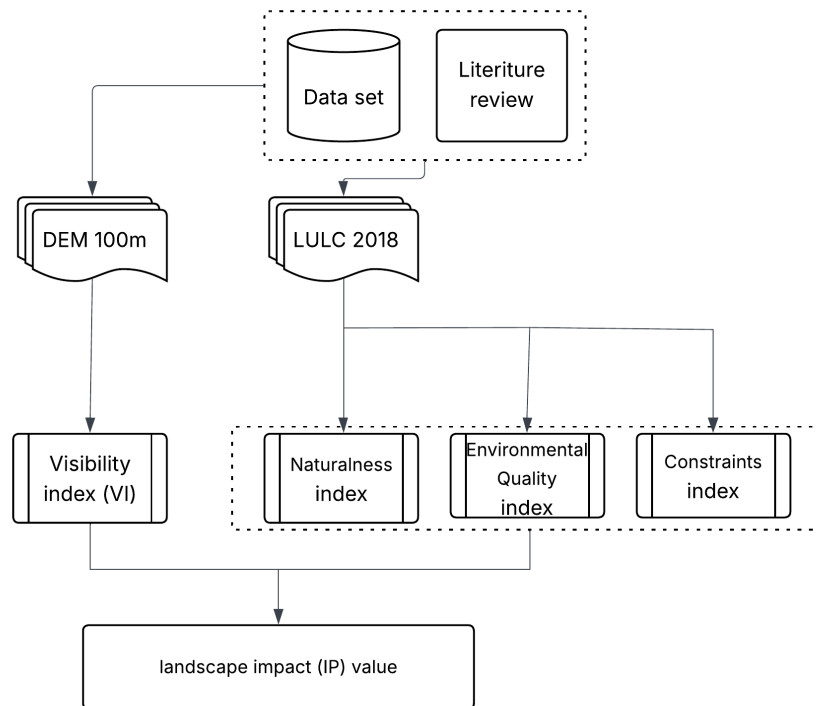 Data set
Literiture
review
DEM 100m
LULC 2018
Visibility
index (VI)
Naturalness
index
Environmental
Quality
index
Constraints
index
landscape impact (IP) value